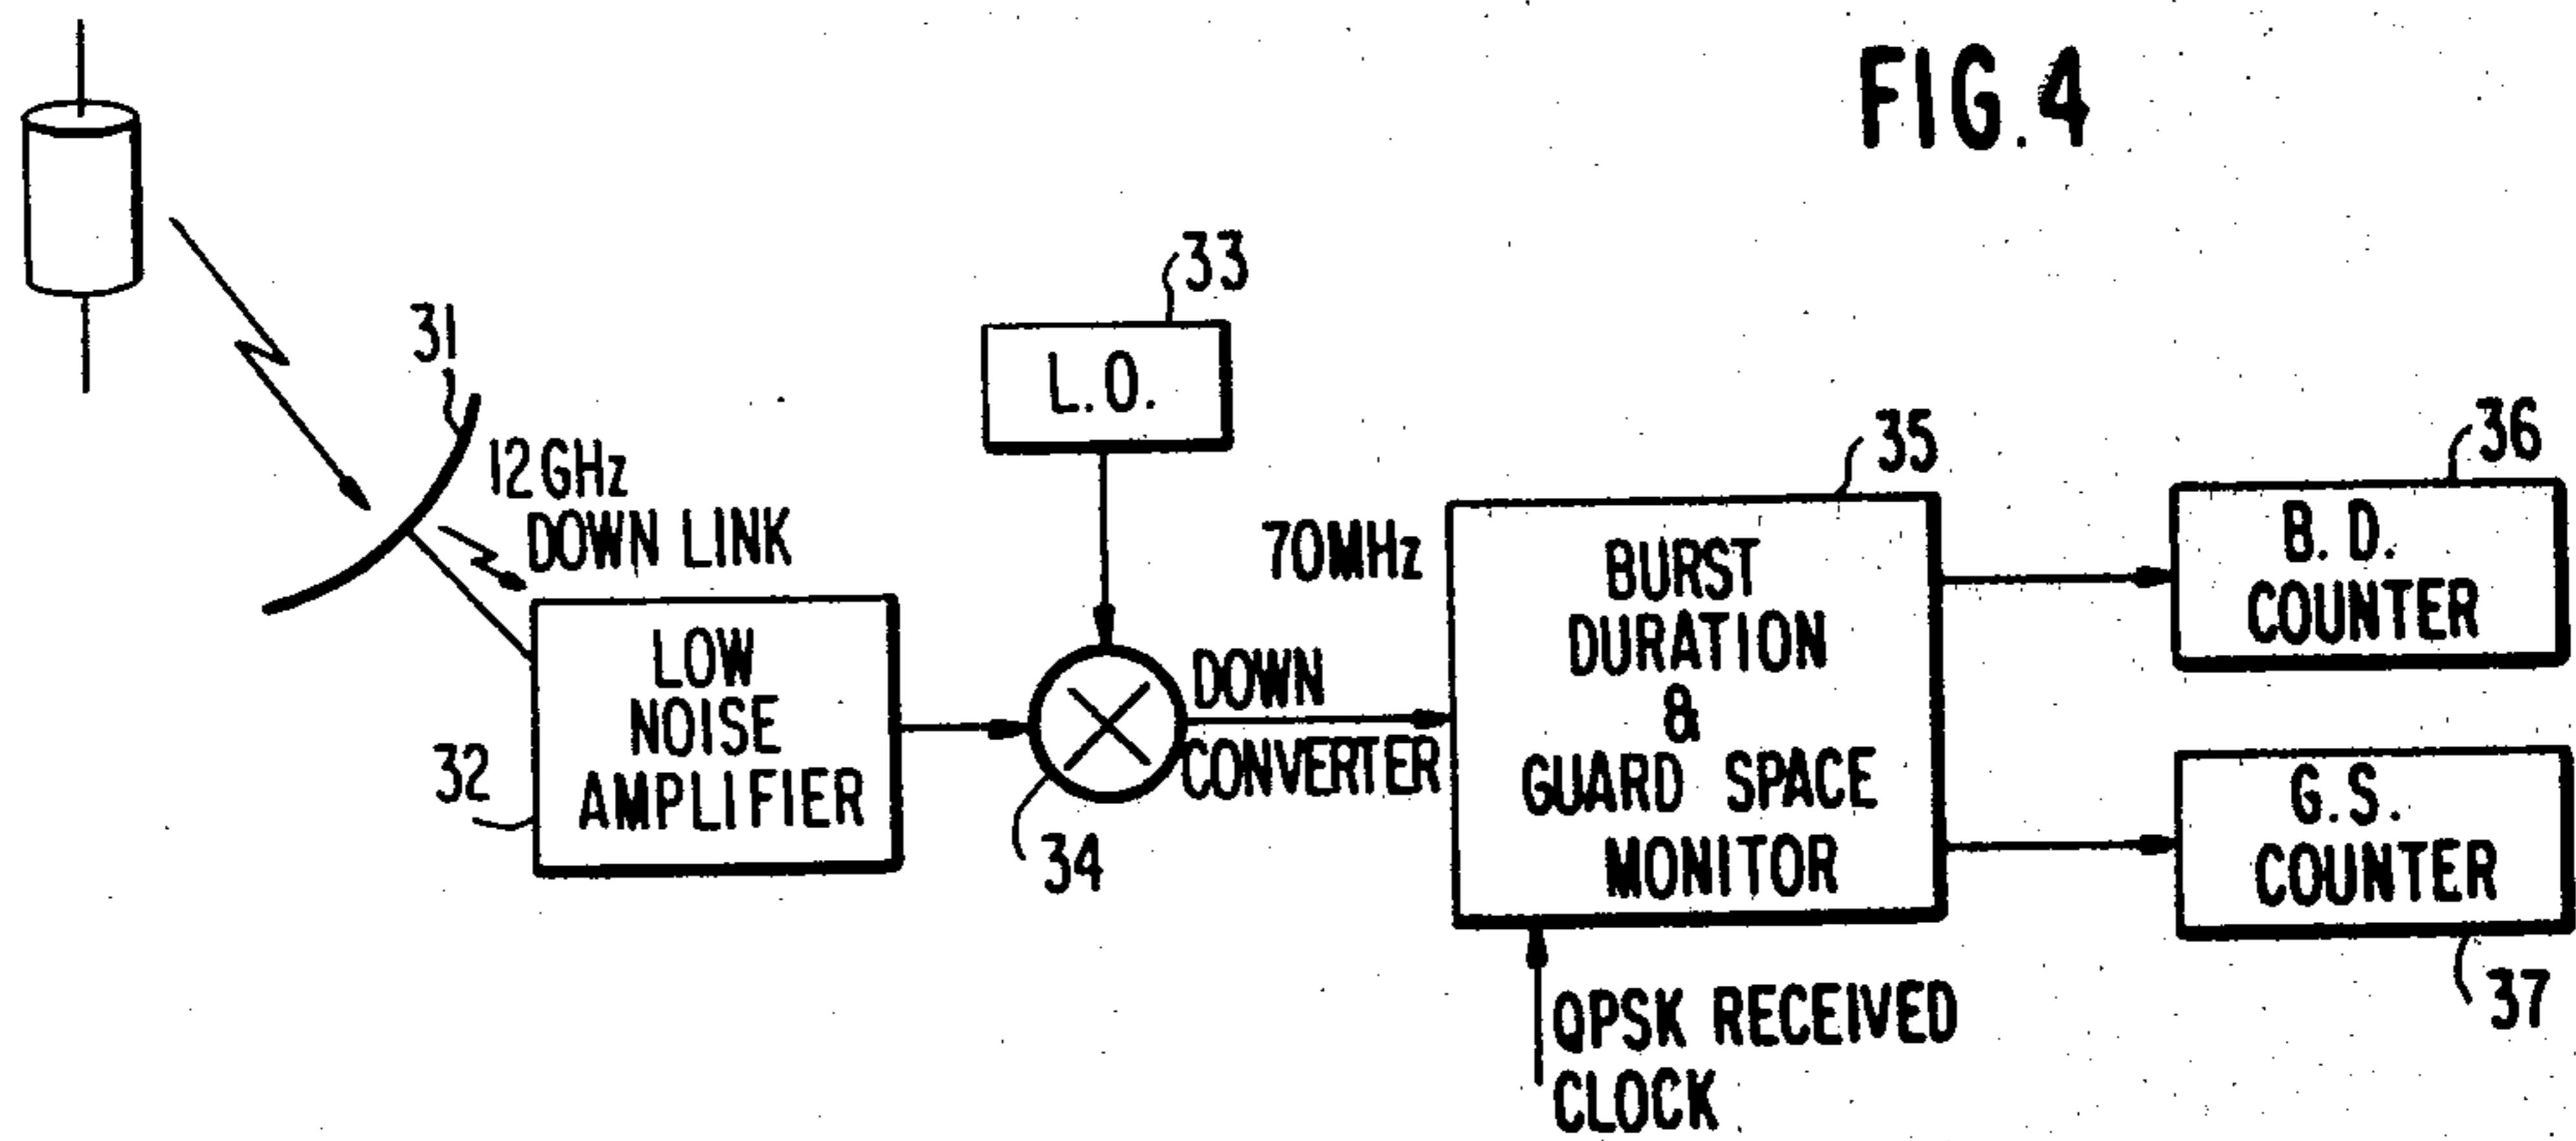 FIG.4
33
L.O.
31
12GHz
DOWN LINK
35
36
70MHz
BURST
DURATION
&
GUARD SPACE
MONITOR
B. D.
COUNTER
LOW
NOISE
AMPLIFIER
32
DOWN
CONVERTER
34
G.S.
COUNTER
37
QPSK RECEIVED
CLOCK